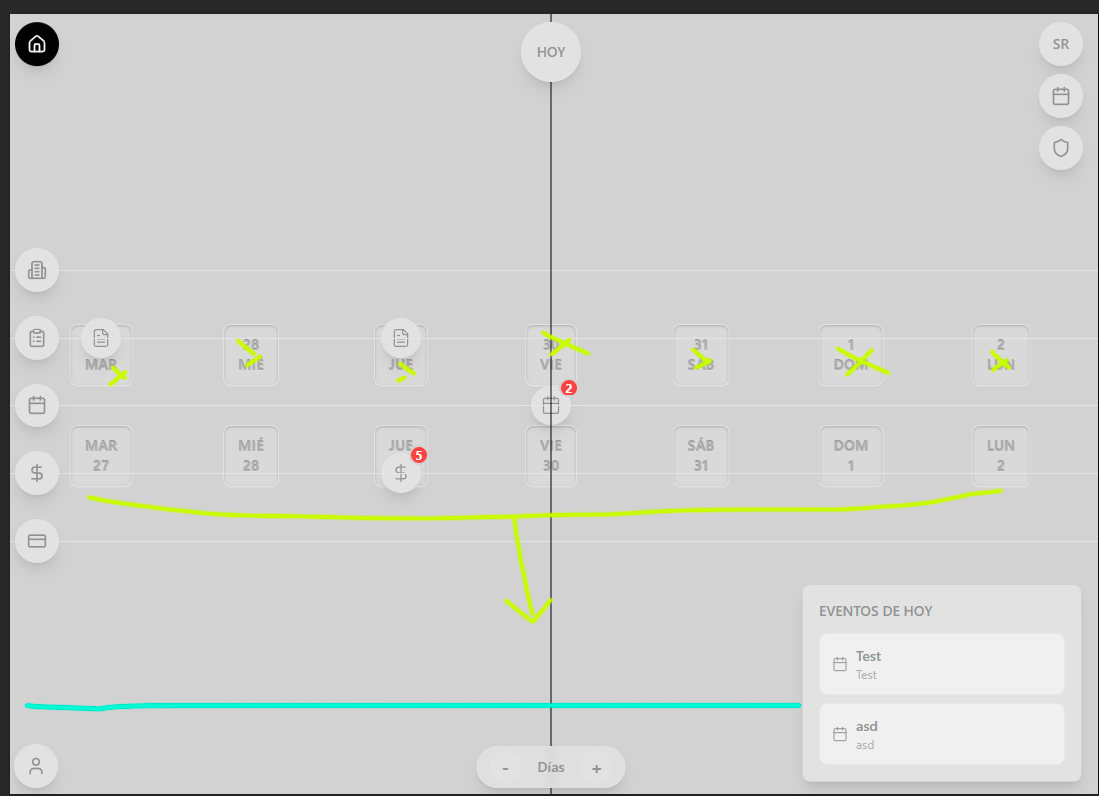 HOY
SR
28 30 31 1 2
MAR MIÉ JUE VIE SÁB DOM LUN
2
MAR MIÉ JUE VIE SÁB DOM LUN
27 28 30 31 1 2
5
EVENTOS DE HOY
Test
Test
asd
asd
- Días +